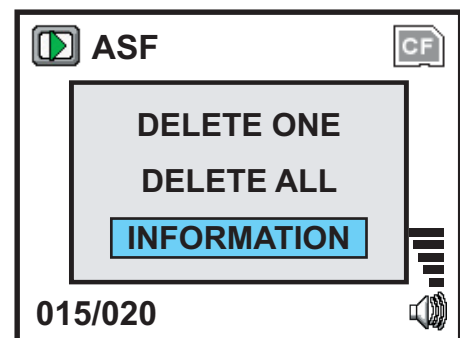 ASF CF
DELETE ONE
DELETE ALL
INFORMATION
015/020